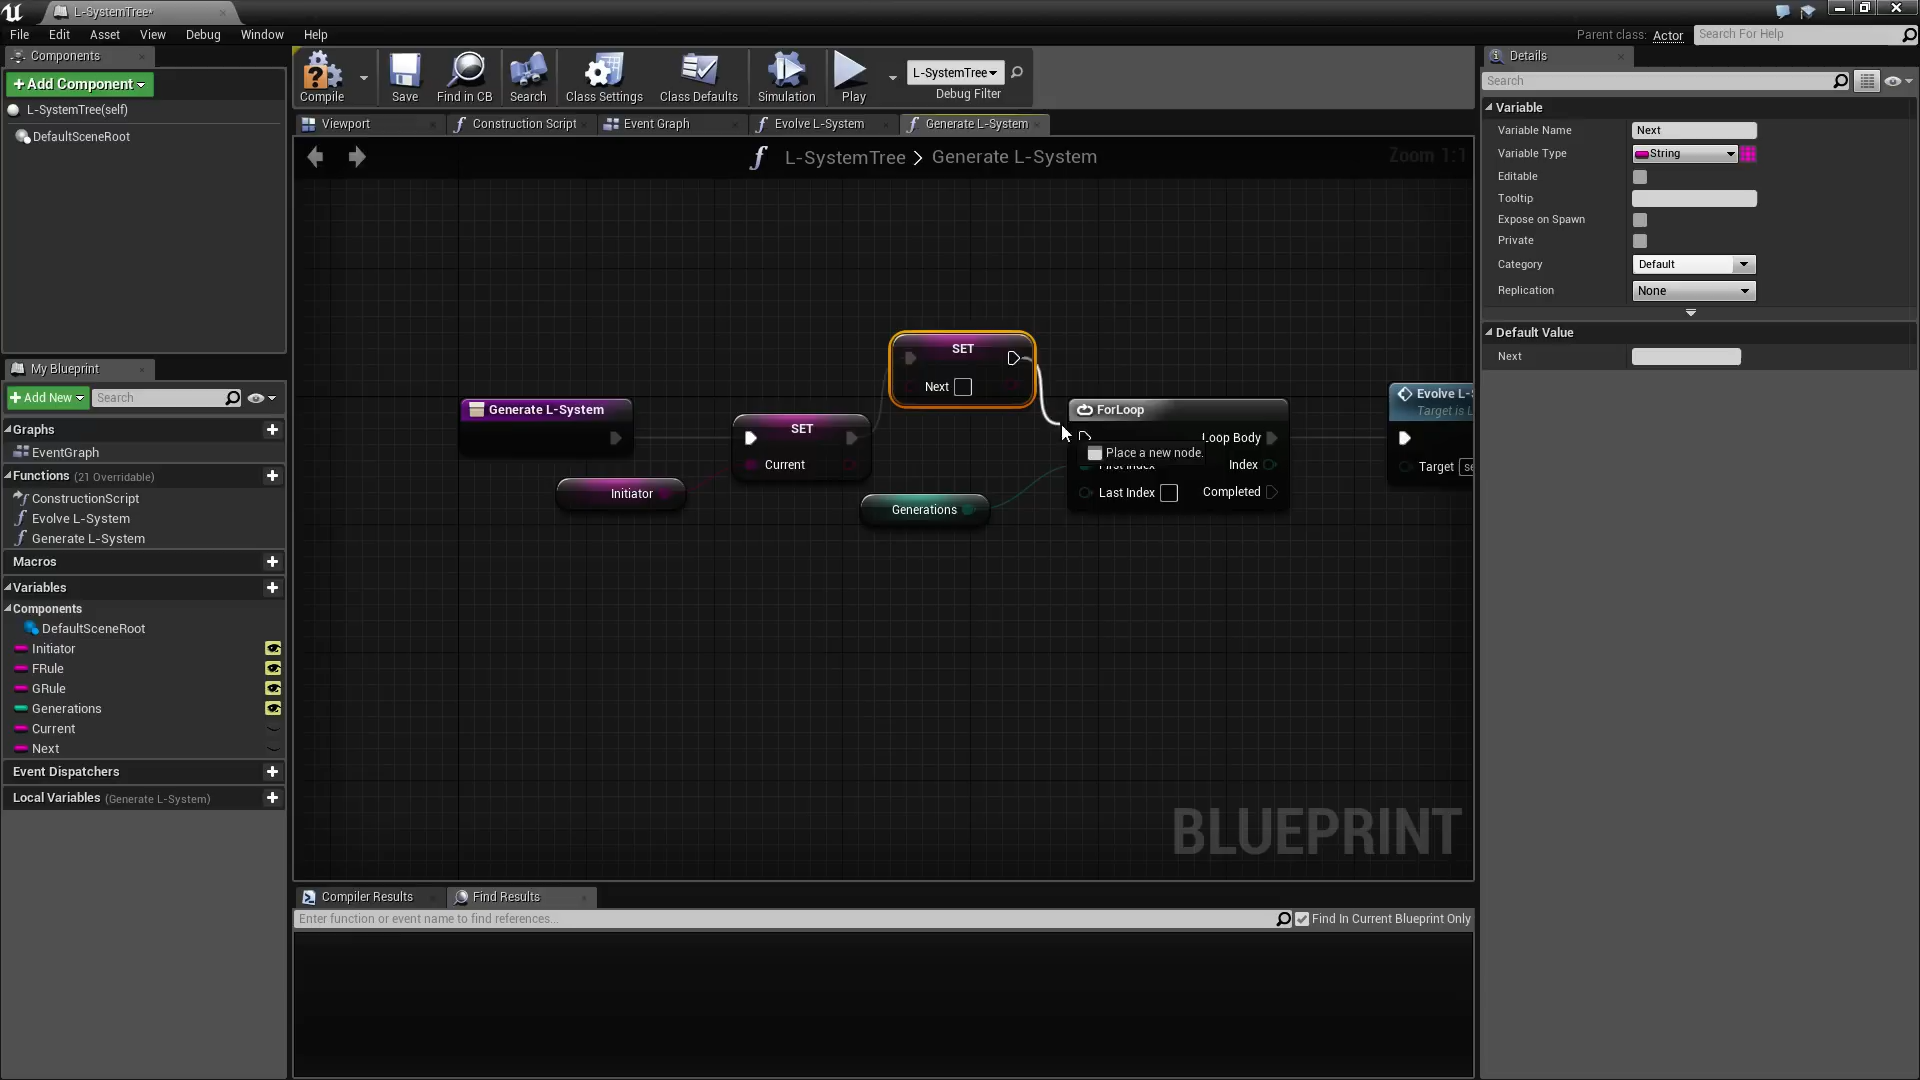 L-SystemTree*
File Edit Asset View Debug Window Help
Parent class: Actor
Search For Help
Components
+Add Component
L-SystemTree(self)
DefaultSceneRoot
Compile
Save
Find in CB
Search
Class Settings
Class Defaults
Simulation
Play
L-SystemTree
Debug Filter
Viewport
Construction Script
Event Graph
Evolve L-System
Generate L-System
L-SystemTree > Generate L-System
Zoom 1:1
SET
Next
Generate L-System
SET
Current
Initiator
Generations
ForLoop
Loop Body
Place a new node.
First Index
Index
Last Index
Completed
Evolve L-S
Target is L
Target
se
BLUEPRINT
My Blueprint
+Add New
Search
Graphs
EventGraph
Functions (21 Overridable)
ConstructionScript
Evolve L-System
Generate L-System
Macros
Variables
Components
DefaultSceneRoot
Initiator
FRule
GRule
Generations
Current
Next
Event Dispatchers
Local Variables (Generate L-System)
Compiler Results
Find Results
Enter function or event name to find references...
Find In Current Blueprint Only
Details
Search
Variable
Variable Name Next
Variable Type String
Editable
Tooltip
Expose on Spawn
Private
Category Default
Replication None
Default Value
Next